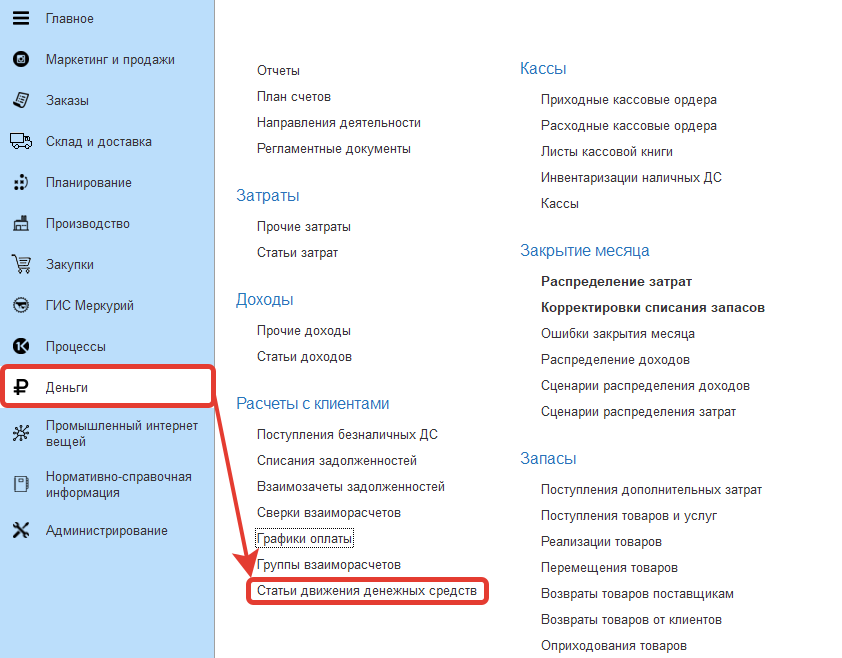 Главное
Маркетинг и продажи
Заказы
Склад и доставка
Планирование
Производство
Закупки
ГИС Меркурий
Процессы
Деньги
Промышленный интернет
вещей
Нормативно-справочная
информация
Администрирование
Отчеты
План счетов
Направления деятельности
Регламентные документы
Затраты
Прочие затраты
Статьи затрат
Доходы
Прочие доходы
Статьи доходов
Расчеты с клиентами
Поступления безналичных ДС
Списания задолженностей
Взаимозачеты задолженностей
Сверки взаиморасчетов
Графики оплаты
Группы взаиморасчетов
Статьи движения денежных средств
Кассы
Приходные кассовые ордера
Расходные кассовые ордера
Листы кассовой книги
Инвентаризации наличных ДС
Кассы
Закрытие месяца
Распределение затрат
Корректировки списания запасов
Ошибки закрытия месяца
Распределение доходов
Сценарии распределения доходов
Сценарии распределения затрат
Запасы
Поступления дополнительных затрат
Поступления товаров и услуг
Реализации товаров
Перемещения товаров
Возвраты товаров поставщикам
Возвраты товаров от клиентов
Оприходования товаров